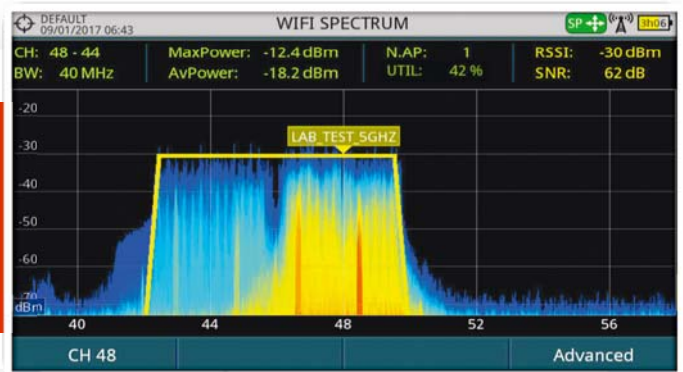 DEFAULT
09/01/2017 06:43
WIFI SPECTRUM
SP
3h06
CH: 48 - 44
MaxPower: -12.4 dBm
N.AP: 1
RSSI: -30 dBm
BW: 40 MHz
AvPower: -18.2 dBm
UTIL: 42 %
SNR: 62 dB
-20
LAB_TEST_5GHZ
-30
-40
-50
-60
-70
dBm
40 44 48 52 56
CH 48
Advanced